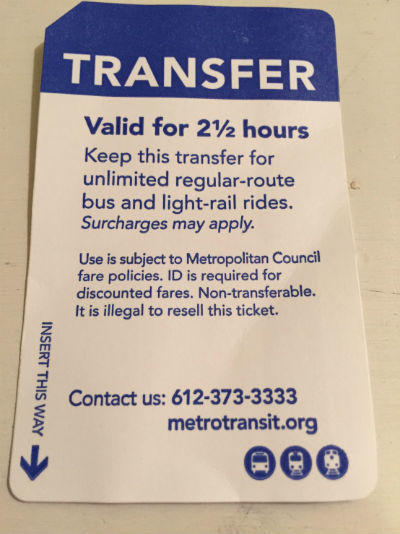 TRANSFER
Valid for 2½ hours
Keep this transfer for
unlimited regular-route
bus and light-rail rides.
Surcharges may apply.
Use is subject to Metropolitan Council
fare policies. ID is required for
discounted fares. Non-transferable.
It is illegal to resell this ticket.
INSERT THIS WAY
Contact us: 612-373-3333
metrotransit.org